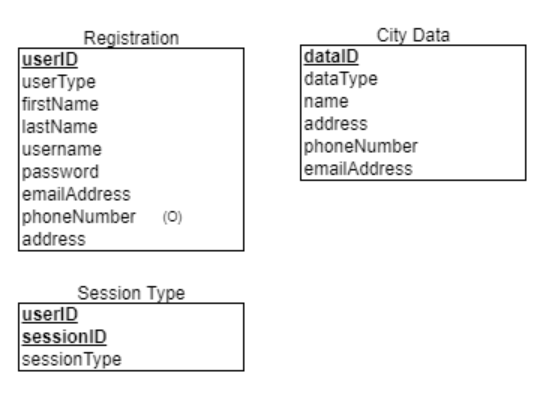 Registration
userID
userType
firstName
lastName
username
password
emailAddress
phoneNumber (O)
address
City Data
dataID
dataType
name
address
phoneNumber
emailAddress
Session Type
userID
sessionID
sessionType